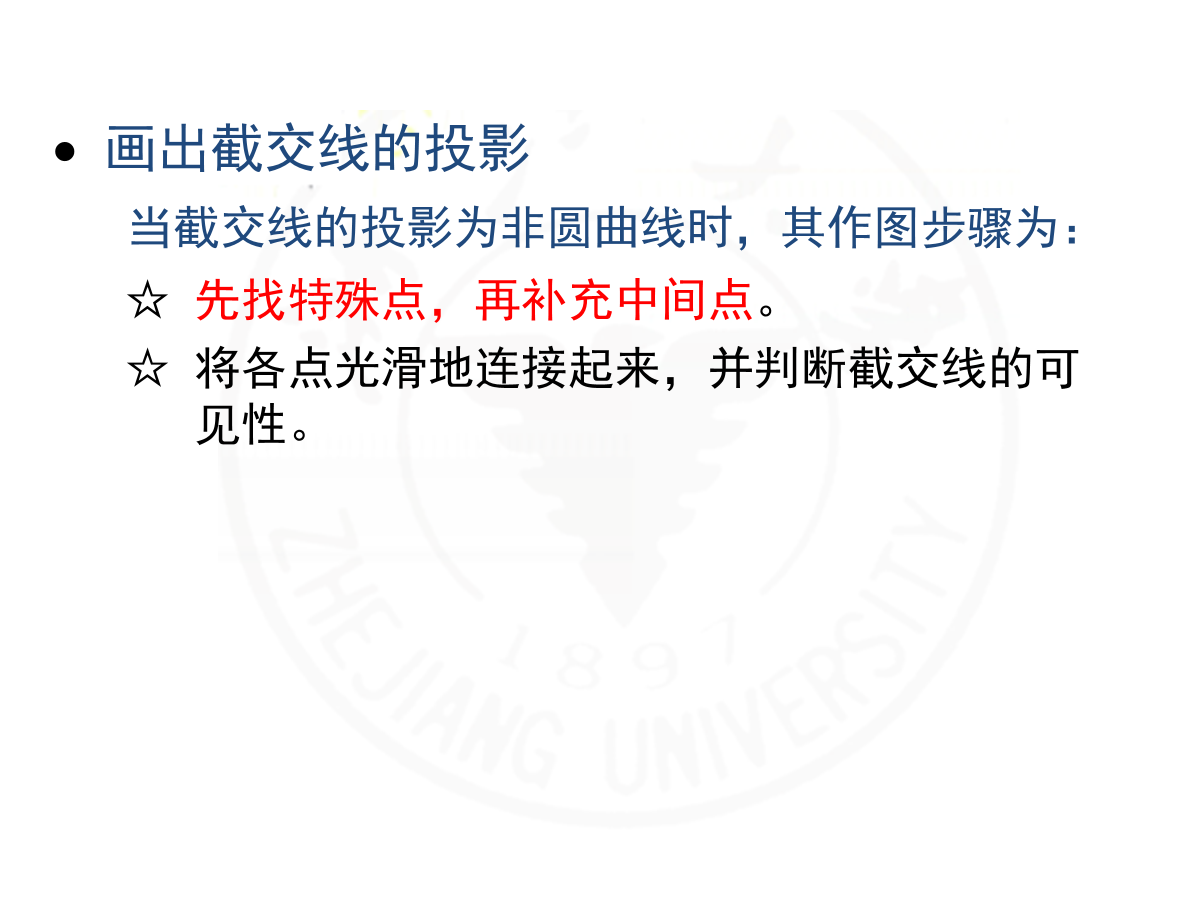 • 画出截交线的投影
当截交线的投影为非圆曲线时，其作图步骤为：
☆ 先找特殊点，再补充中间点。
☆ 将各点光滑地连接起来，并判断截交线的可
见性。
1897
ZHEJIANG UNIVERSITY